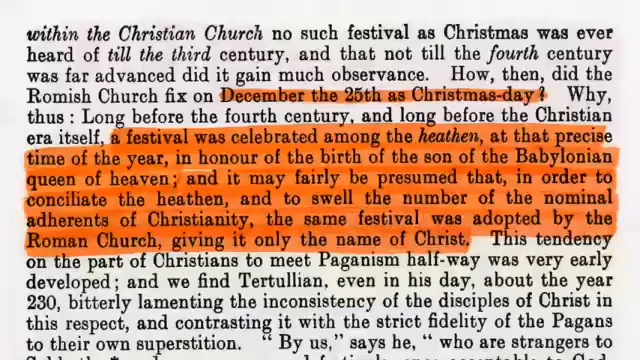 within the Christian Church no such festival as Christmas was ever
heard of till the third century, and that not till the fourth century
was far advanced did it gain much observance. How, then, did the
Romish Church fix on December the 25th as Christmas-day? Why,
thus: Long before the fourth century, and long before the Christian
era itself, a festival was celebrated among the heathen, at that precise
time of the year, in honour of the birth of the son of the Babylonian
queen of heaven; and it may fairly be presumed that, in order to
conciliate the heathen, and to swell the number of the nominal
adherents of Christianity, the same festival was adopted by the
Roman Church, giving it only the name of Christ. This tendency
on the part of Christians to meet Paganism half-way was very early
developed; and we find Tertullian, even in his day, about the year
230, bitterly lamenting the inconsistency of the disciples of Christ in
this respect, and contrasting it with the strict fidelity of the Pagans
to their own superstition. "By us," says he, "who are strangers to